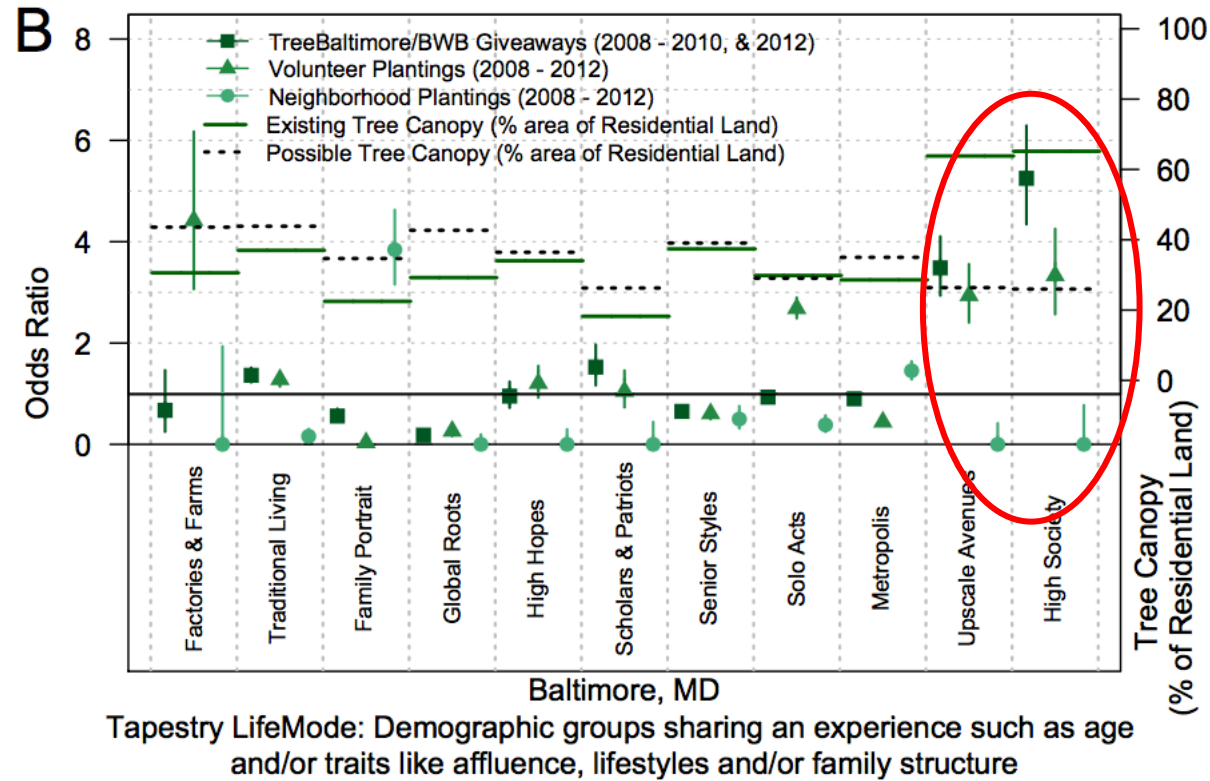 B
8
6
4
2
0
Odds Ratio
TreeBaltimore/BWB Giveaways (2008 - 2010, & 2012)
Volunteer Plantings (2008 - 2012)
Neighborhood Plantings (2008 - 2012)
Existing Tree Canopy (% area of Residential Land)
Possible Tree Canopy (% area of Residential Land)
100
80
60
40
20
0
Tree Canopy
(% of Residential Land)
Factories & Farms
Traditional Living
Family Portrait
Global Roots
High Hopes
Scholars & Patriots
Senior Styles
Solo Acts
Metropolis
Upscale Avenues
High Society
Baltimore, MD
Tapestry LifeMode: Demographic groups sharing an experience such as age
and/or traits like affluence, lifestyles and/or family structure